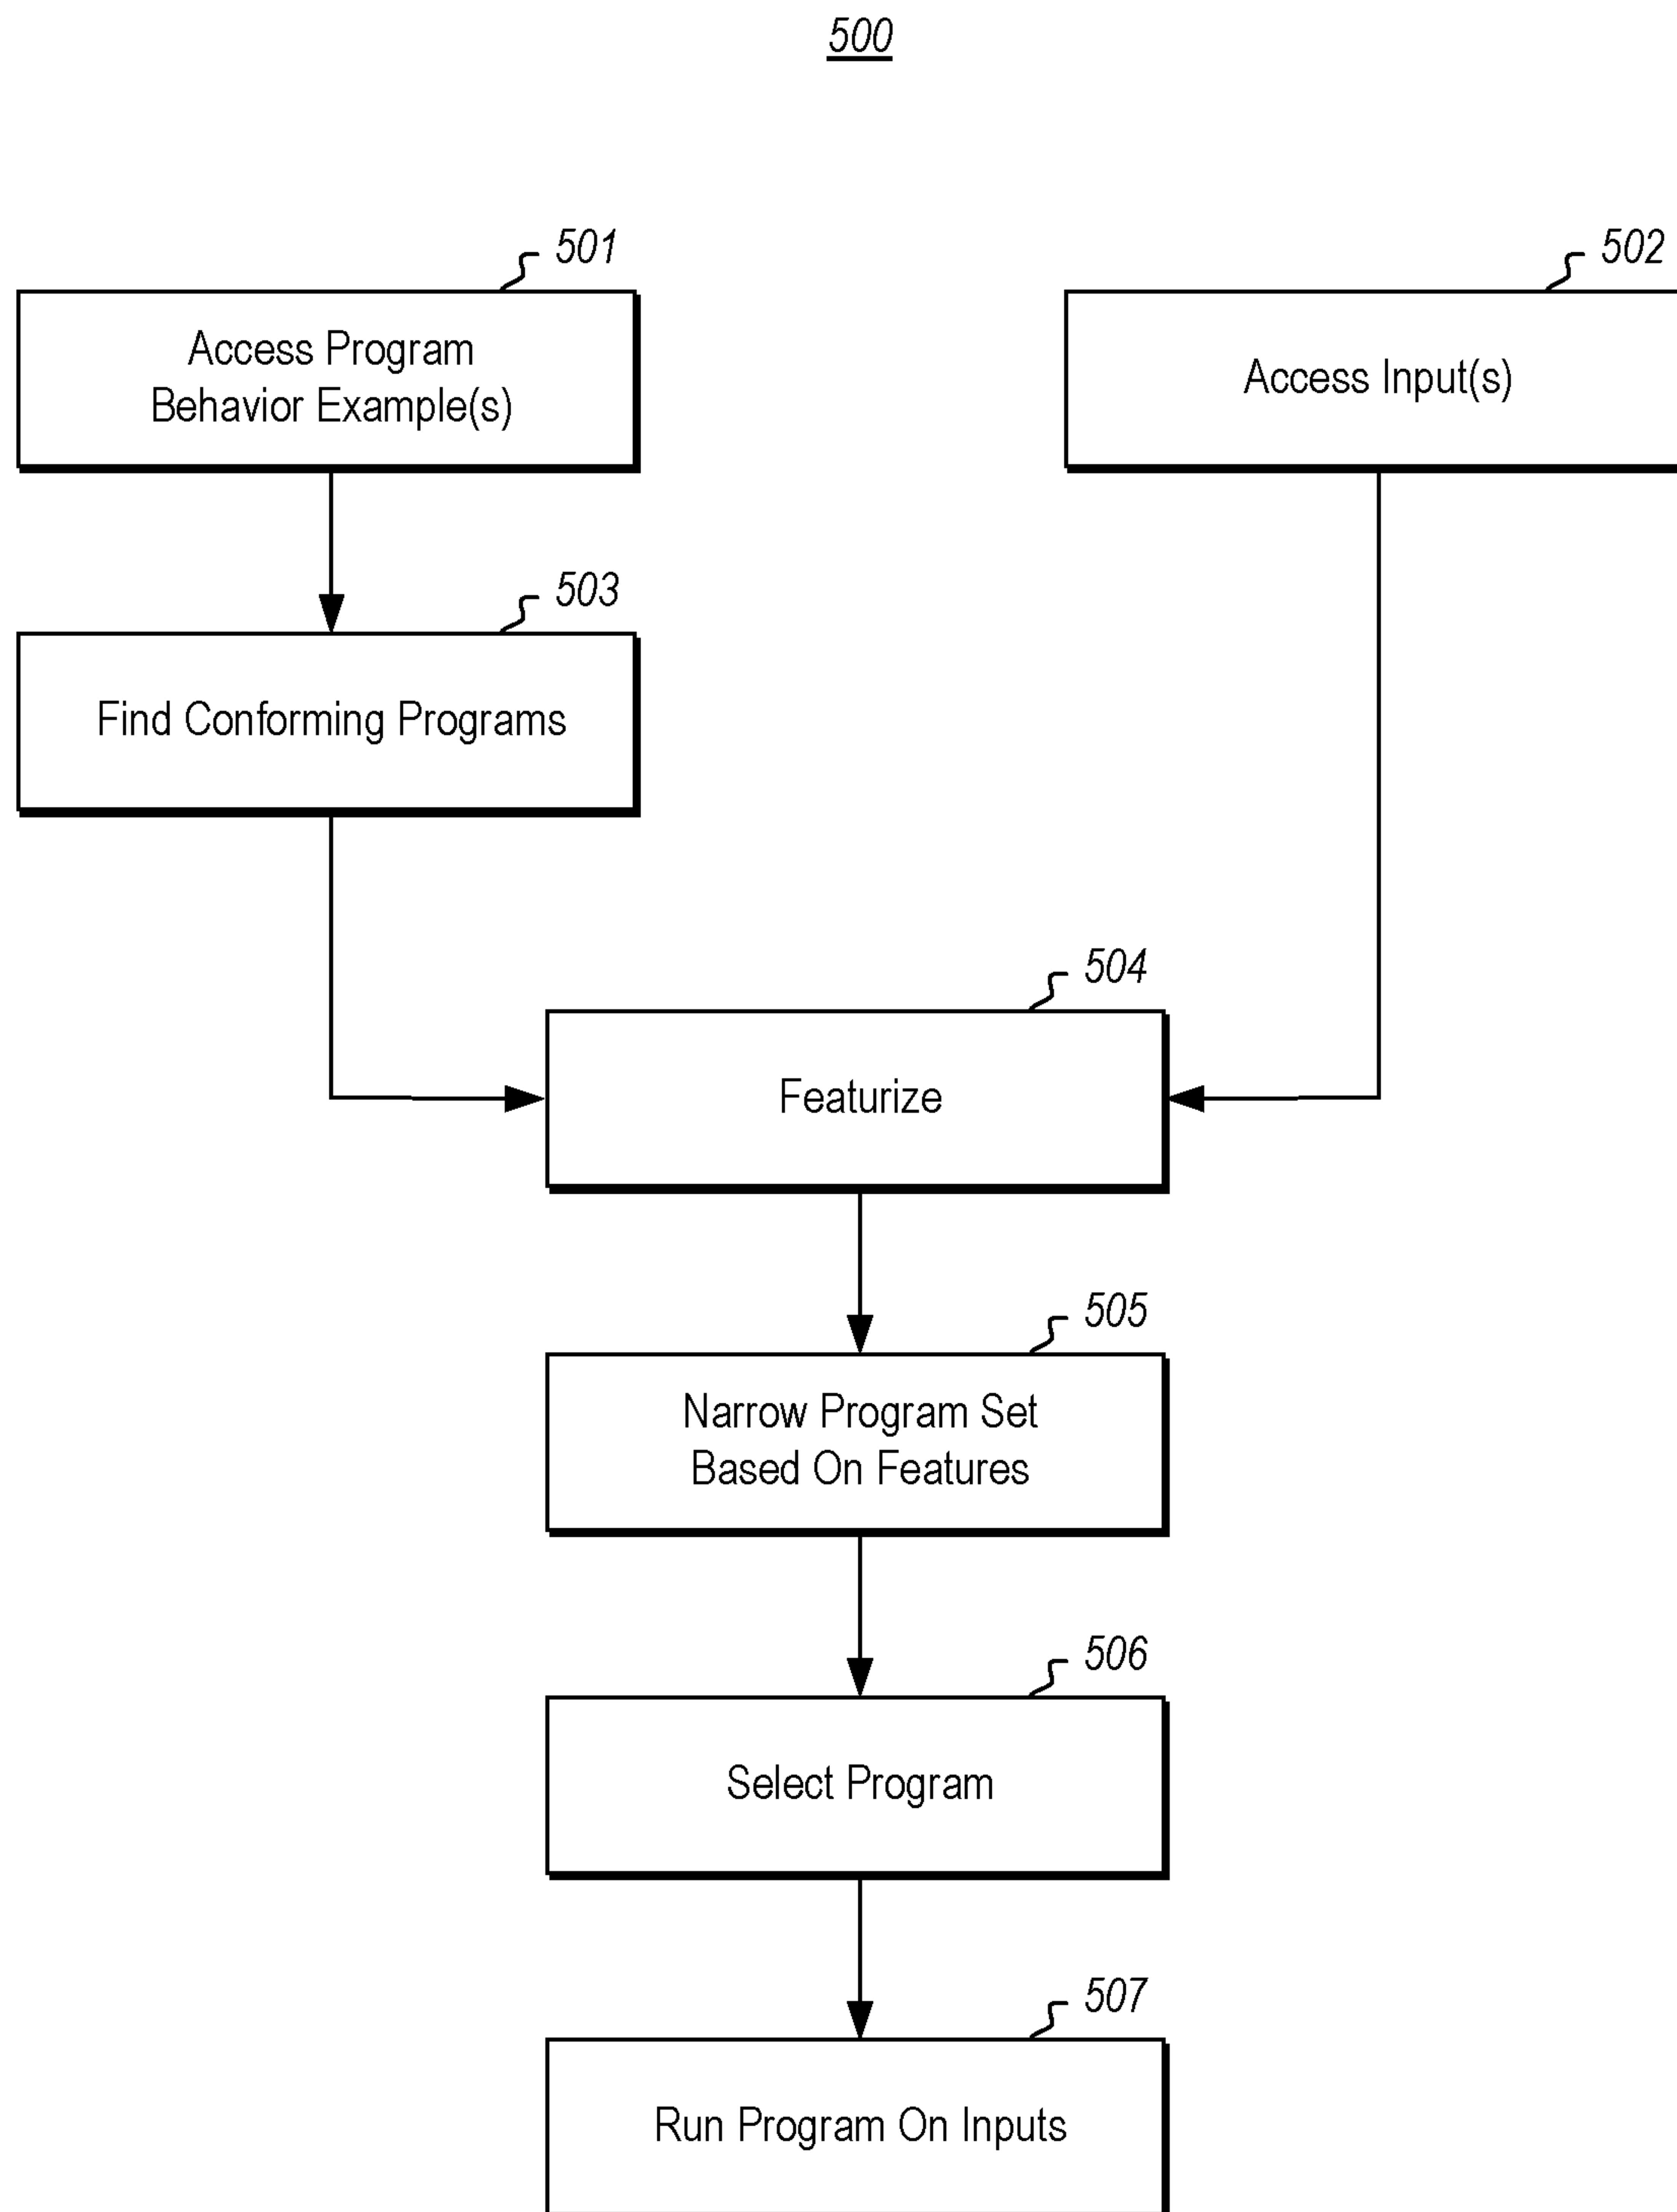 500
501
Access Program
Behavior Example(s)
502
Access Input(s)
503
Find Conforming Programs
504
Featurize
505
Narrow Program Set
Based On Features
506
Select Program
507
Run Program On Inputs